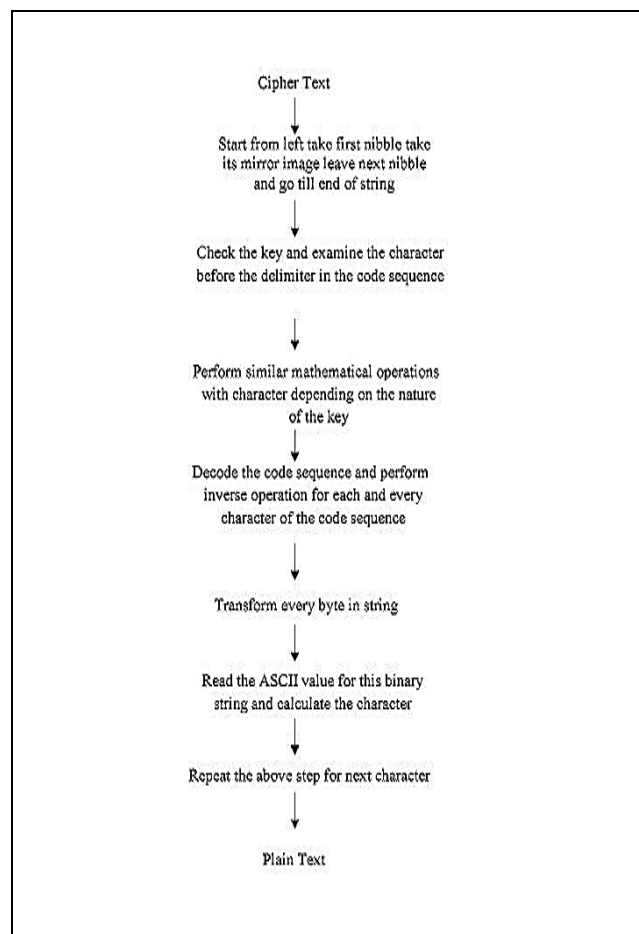 Cipher Text
Start from left take first nibble take
its mirror image leave next nibble
and go till end of string
Check the key and examine the character
before the delimiter in the code sequence
Perform similar mathematical operations
with character depending on the nature
of the key
Decode the code sequence and perform
inverse operation for each and every
character of the code sequence
Transform every byte in string
Read the ASCII value for this binary
string and calculate the character
Repeat the above step for next character
Plain Text